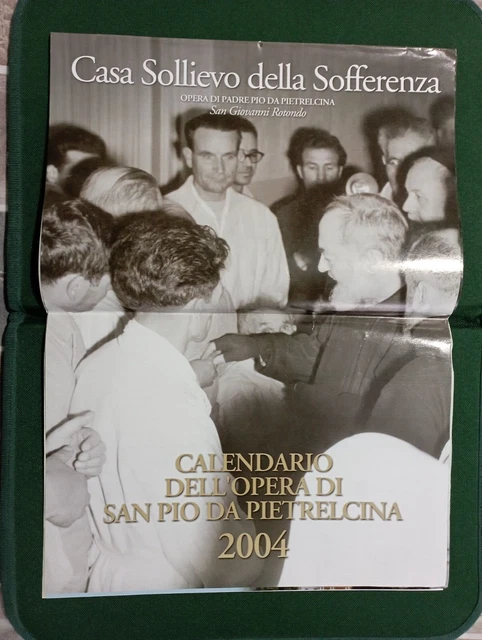 Casa Sollievo della Sofferenza
OPERA DI PADRE PIO DA PIETRELCINA
San Giovanni Rotondo
CALENDARIO
DELL'OPERA DI
SAN PIO DA PIETRELCINA
2004